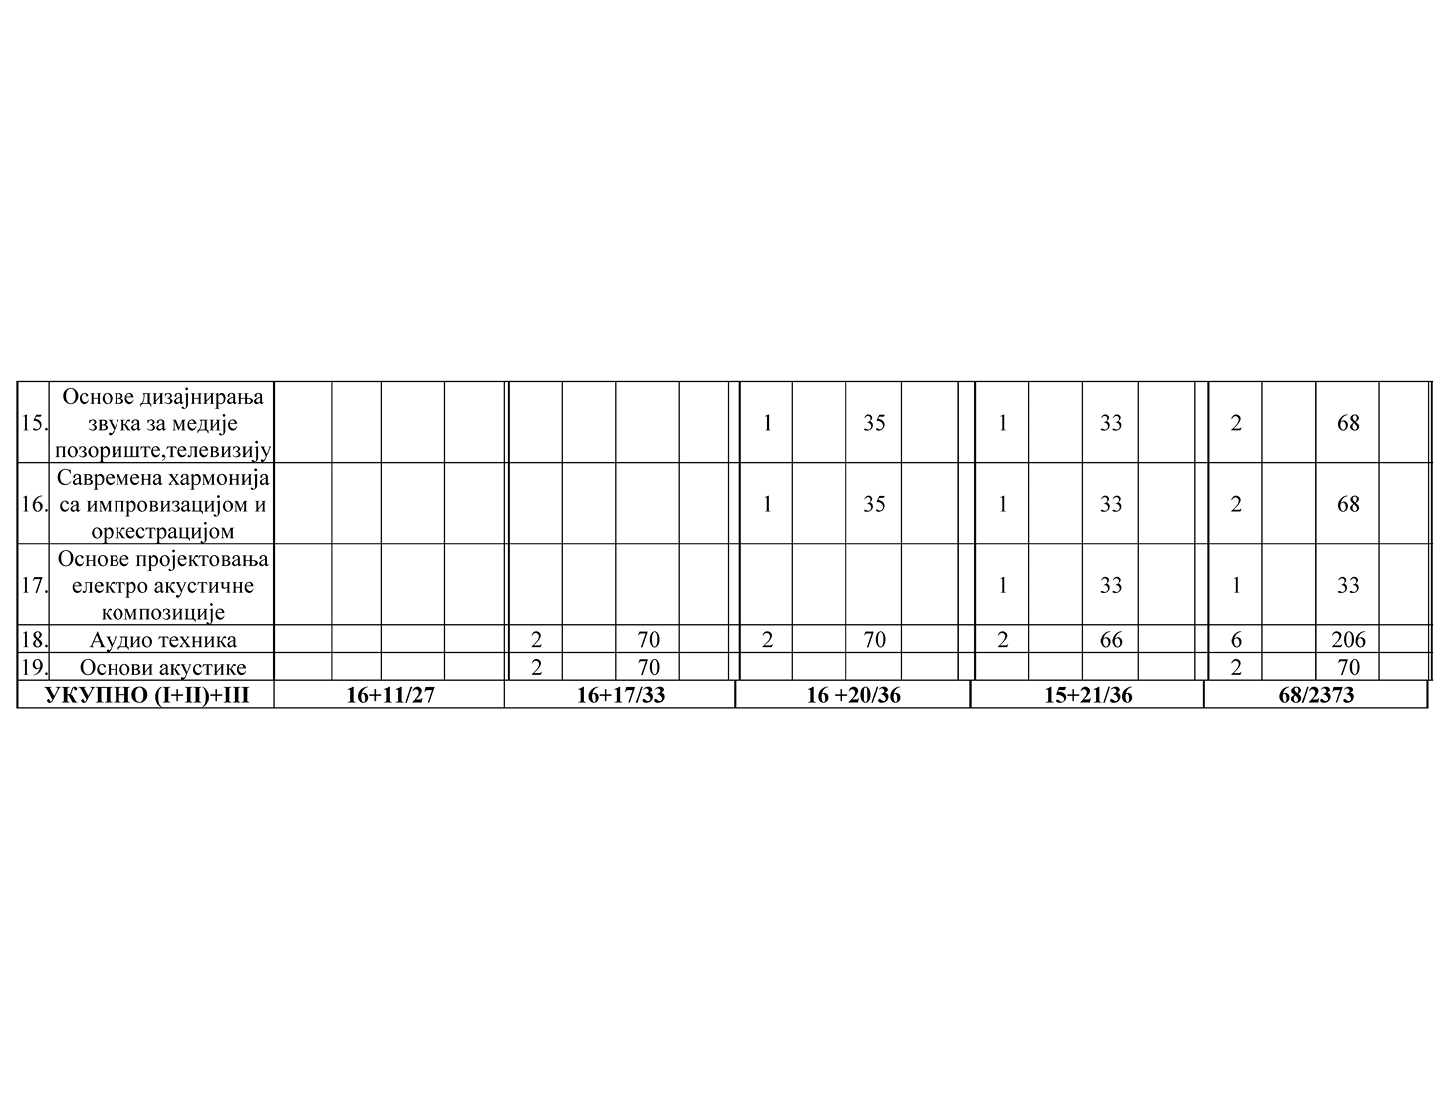 Основе дизајнирања
15. звука за медије 1 35 1 33 2 68
позориште,телевизију
Савремена хармонија
16. са импровизацијом и 1 35 1 33 2 68
оркестрацијом
Основе пројектовања
17. електро акустичне 1 33 1 33
композиције
18. Аудио техника 2 70 2 70 2 66 6 206
19. Основи акустике 2 70 2 70
УКУПНО (I+II)+III 16+11/27 16+17/33 16 +20/36 15+21/36 68/2373